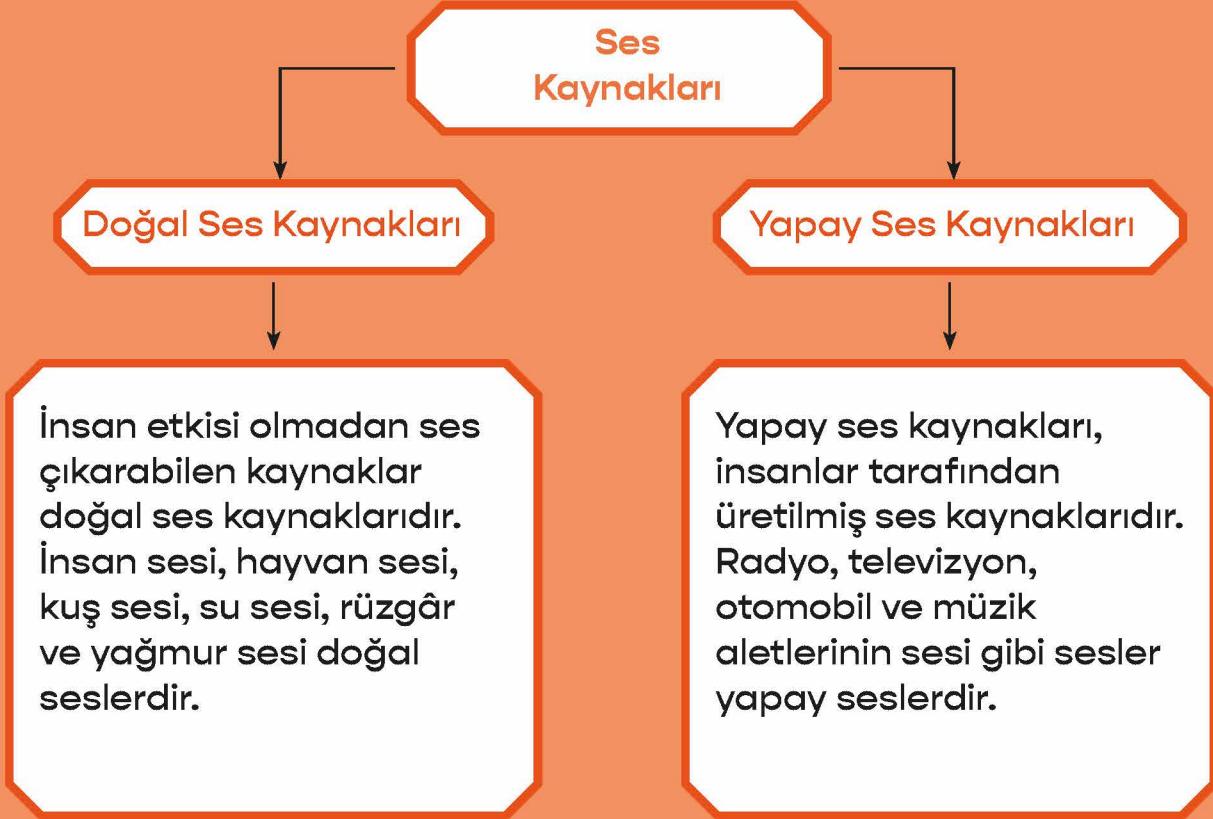 Ses
Kaynakları
Doğal Ses Kaynakları
Yapay Ses Kaynakları
İnsan etkisi olmadan ses
çıkarabilen kaynaklar
doğal ses kaynaklarıdır.
İnsan sesi, hayvan sesi,
kuş sesi, su sesi, rüzgâr
ve yağmur sesi doğal
seslerdir.
Yapay ses kaynakları,
insanlar tarafından
üretilmiş ses kaynaklarıdır.
Radyo, televizyon,
otomobil ve müzik
aletlerinin sesi gibi sesler
yapay seslerdir.